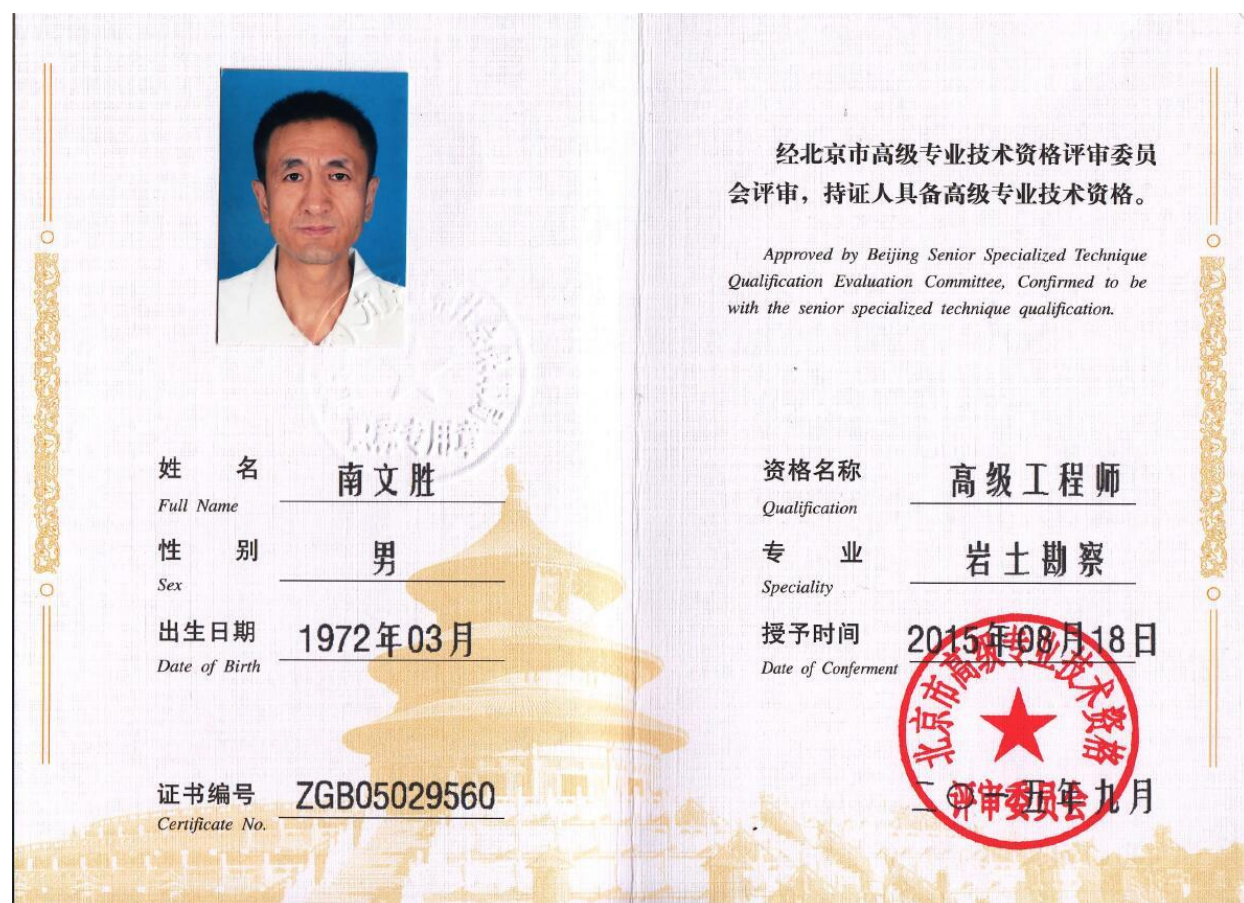 姓 名 南文胜
Full Name
性 别 男
Sex
出生日期 1972年03月
Date of Birth
证书编号 ZGB05029560
Certificate No.
经北京市高级专业技术资格评审委员
会评审，持证人具备高级专业技术资格。
Approved by Beijing Senior Specialized Technique
Qualification Evaluation Committee, Confirmed to be
with the senior specialized technique qualification.
资格名称 高级工程师
Qualification
专 业 岩土勘察
Speciality
授予时间 2015年08月18日
Date of Conferment
北京市高级专业技术资格
评审委员会
二〇一五年九月